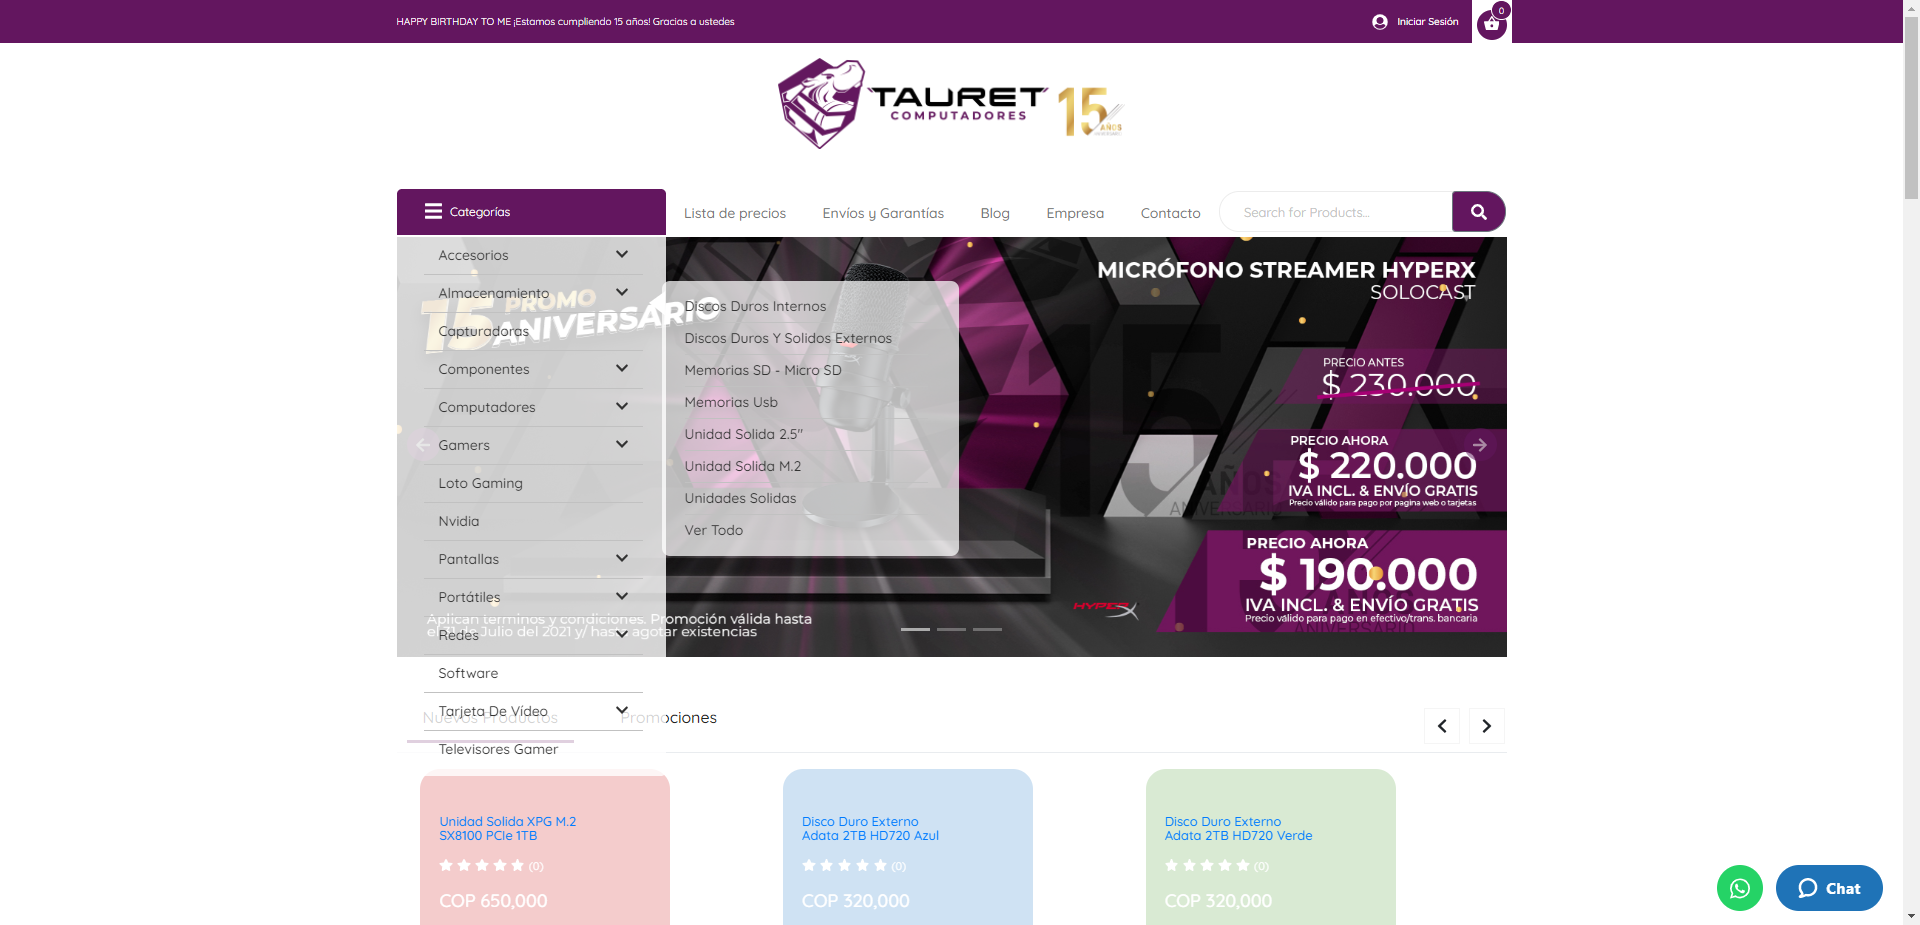 HAPPY BIRTHDAY TO ME ¡Estamos cumpliendo 15 años! Gracias a ustedes
Iniciar Sesión
0
TAURET
COMPUTADORES
15
AÑOS
ANIVERSARIO
Categorías
Lista de precios
Envíos y Garantías
Blog
Empresa
Contacto
Search for Products...
Accesorios
Almacenamiento
Capturadoras
Componentes
Computadores
Gamers
Loto Gaming
Nvidia
Pantallas
Portátiles
Redes
Software
Tarjeta De Vídeo
Televisores Gamer
15 PROMO
ANIVERSARIO
Discos Duros Internos
Discos Duros Y Solidos Externos
Memorias SD - Micro SD
Memorias Usb
Unidad Solida 2.5"
Unidad Solida M.2
Unidades Solidas
Ver Todo
MICRÓFONO STREAMER HYPERX
SOLOCAST
15
AÑOS
ANIVERSARIO
PRECIO ANTES
$ 230.000
PRECIO AHORA
$ 220.000
IVA INCL. & ENVÍO GRATIS
Precio válido para pago por pagina web o tarjetas
PRECIO AHORA
$ 190.000
IVA INCL. & ENVÍO GRATIS
Precio válido para pago en efectivo/trans. bancaria
HYPERX
Aplican terminos y condiciones. Promoción válida hasta
el 31 de Julio del 2021 y/ hasta agotar existencias
Nuevos Productos
Promociones
Unidad Solida XPG M.2
SX8100 PCIe 1TB
(0)
COP 650,000
Disco Duro Externo
Adata 2TB HD720 Azul
(0)
COP 320,000
Disco Duro Externo
Adata 2TB HD720 Verde
(0)
COP 320,000
Chat